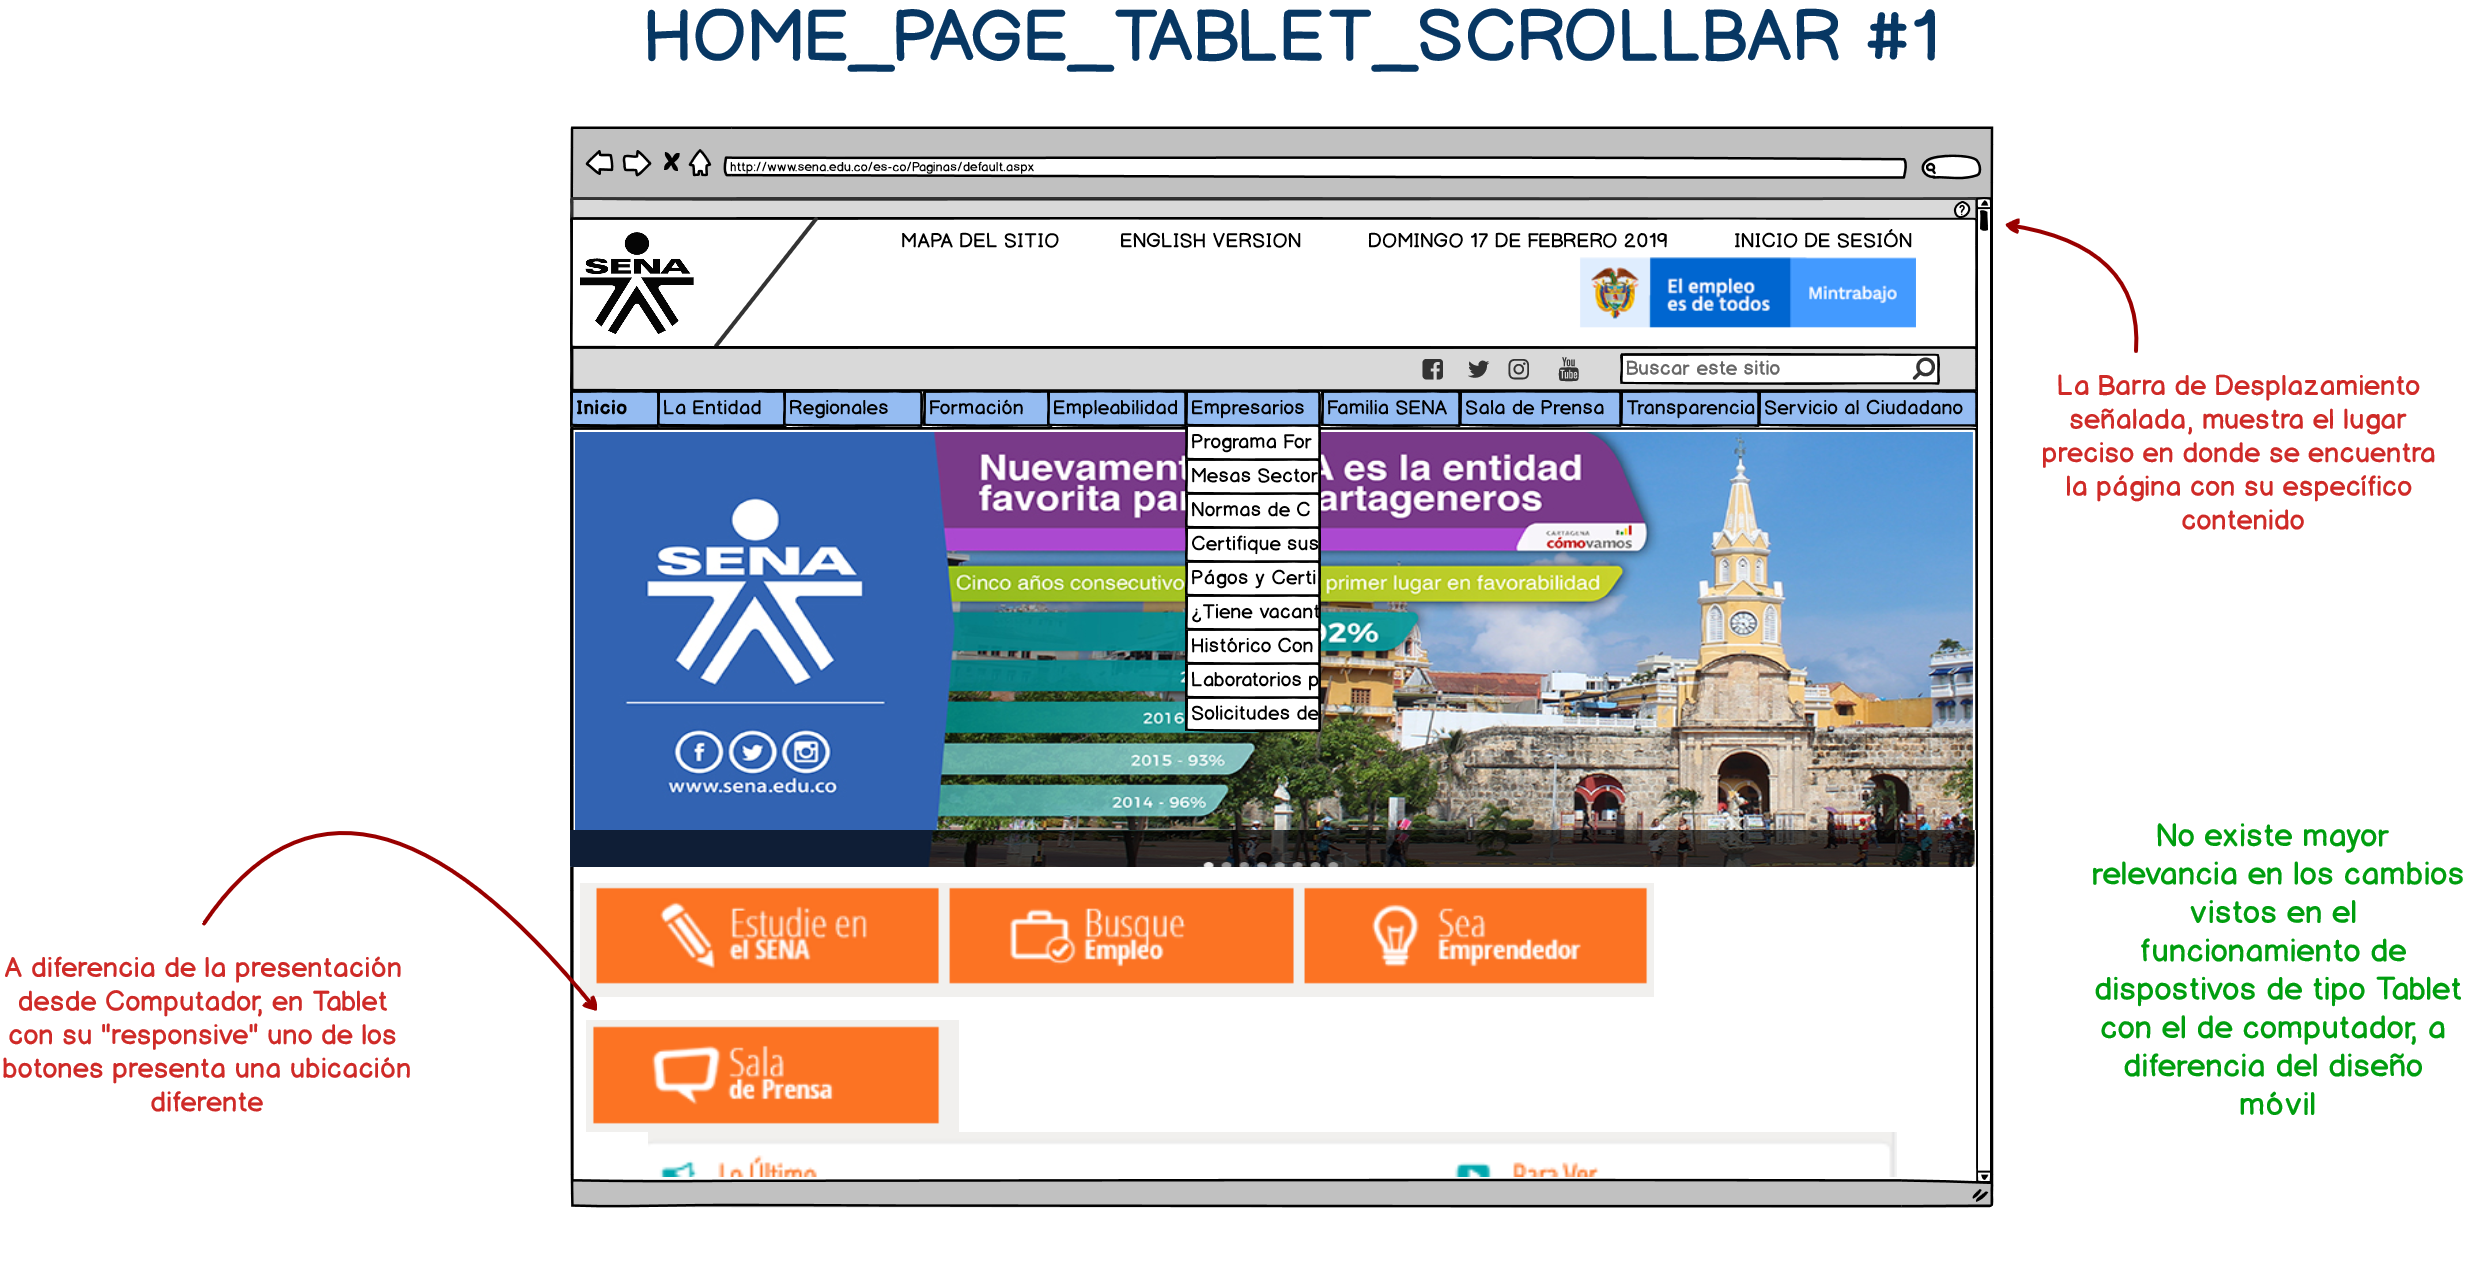 HOME_PAGE_TABLET_SCROLLBAR #1
http://www.sena.edu.co/es-co/Paginas/default.aspx
SENA
MAPA DEL SITIO
ENGLISH VERSION
DOMINGO 17 DE FEBRERO 2019
INICIO DE SESIÓN
El empleo
es de todos
Mintrabajo
You
Tube
Buscar este sitio
Inicio
La Entidad
Regionales
Formación
Empleabilidad
Empresarios
Familia SENA
Sala de Prensa
Transparencia
Servicio al Ciudadano
Programa For
Mesas Sector
Normas de C
Certifique sus
Págos y Certi
¿Tiene vacant
Histórico Con
Laboratorios p
Solicitudes de
Nuevament A es la entidad
favorita pa artageneros
CARTAGENA
cómovamos
Cinco años consecutivo primer lugar en favorabilidad
92%
2016
2015 - 93%
2014 - 96%
SENA
www.sena.edu.co
Estudie en
el SENA
Busque
Empleo
Sea
Emprendedor
Sala
de Prensa
Lo Último
Para Ver
La Barra de Desplazamiento
señalada, muestra el lugar
preciso en donde se encuentra
la página con su específico
contenido
No existe mayor
relevancia en los cambios
vistos en el
funcionamiento de
dispostivos de tipo Tablet
con el de computador, a
diferencia del diseño
móvil
A diferencia de la presentación
desde Computador, en Tablet
con su "responsive" uno de los
botones presenta una ubicación
diferente